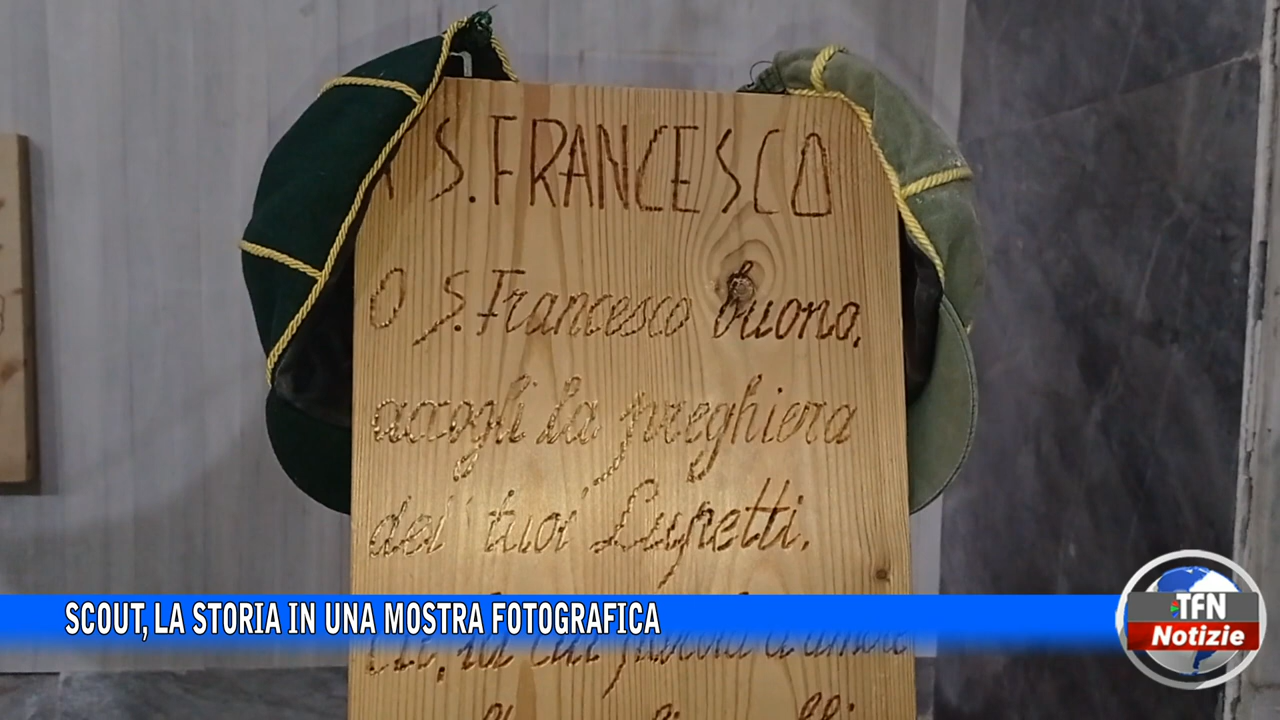 S. FRANCESCO
O S. Francesco buono,
accogli la preghiera
dei tuoi Lupetti.
SCOUT, LA STORIA IN UNA MOSTRA FOTOGRAFICA
TFN
Notizie